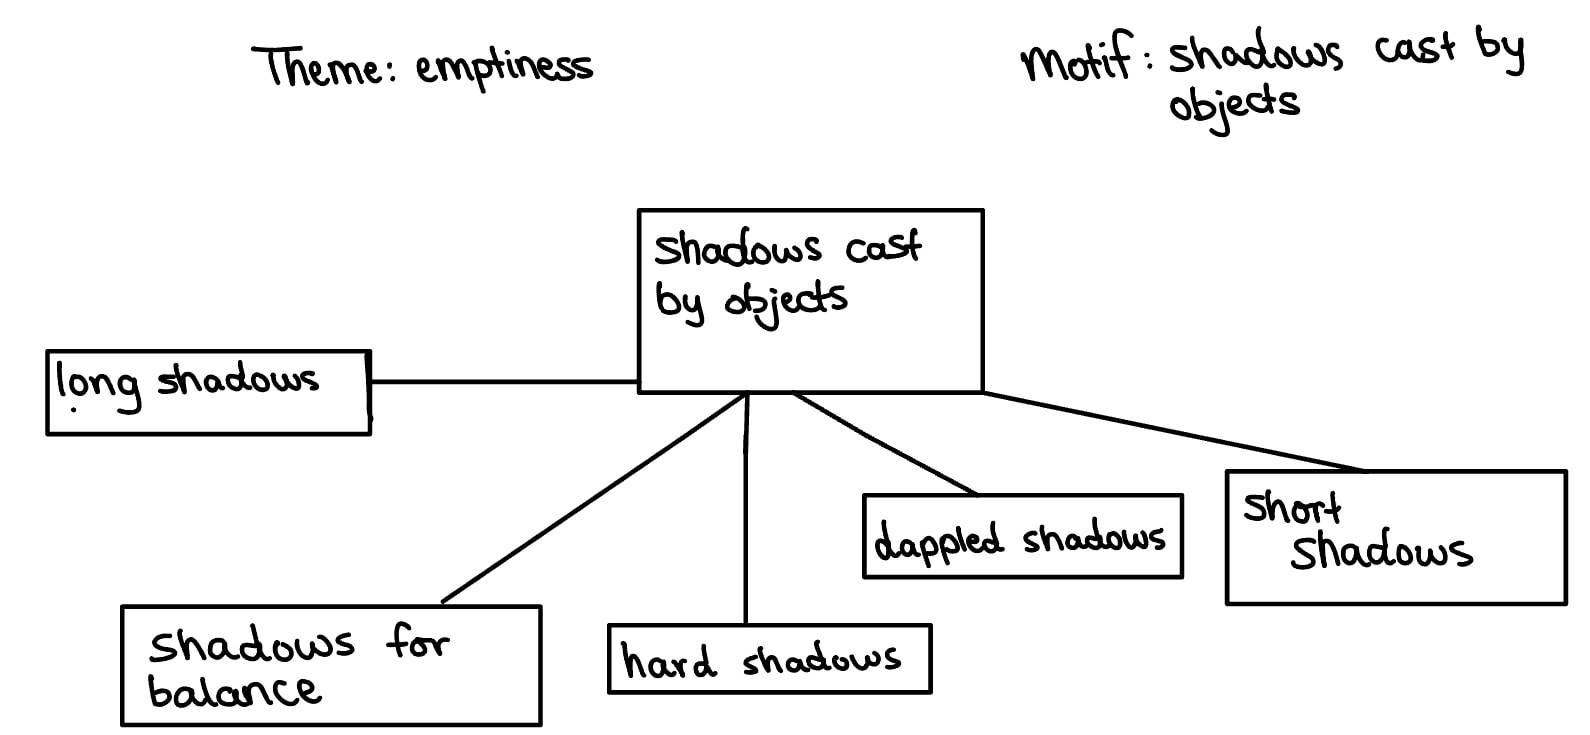 Theme: emptiness
Motif: shadows cast by
objects
shadows cast
by objects
long shadows
dappled shadows
short
shadows
shadows for
balance
hard shadows